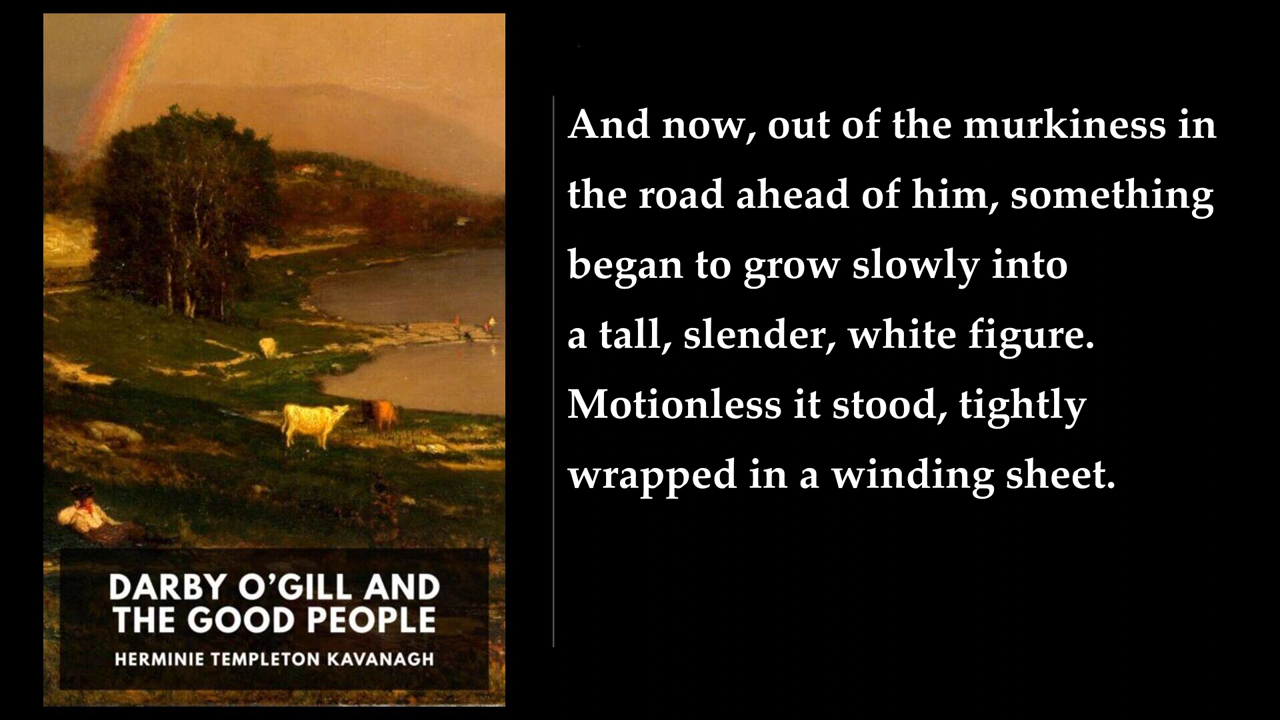 DARBY O’GILL AND
THE GOOD PEOPLE
HERMINIE TEMPLETON KAVANAGH
And now, out of the murkiness in
the road ahead of him, something
began to grow slowly into
a tall, slender, white figure.
Motionless it stood, tightly
wrapped in a winding sheet.